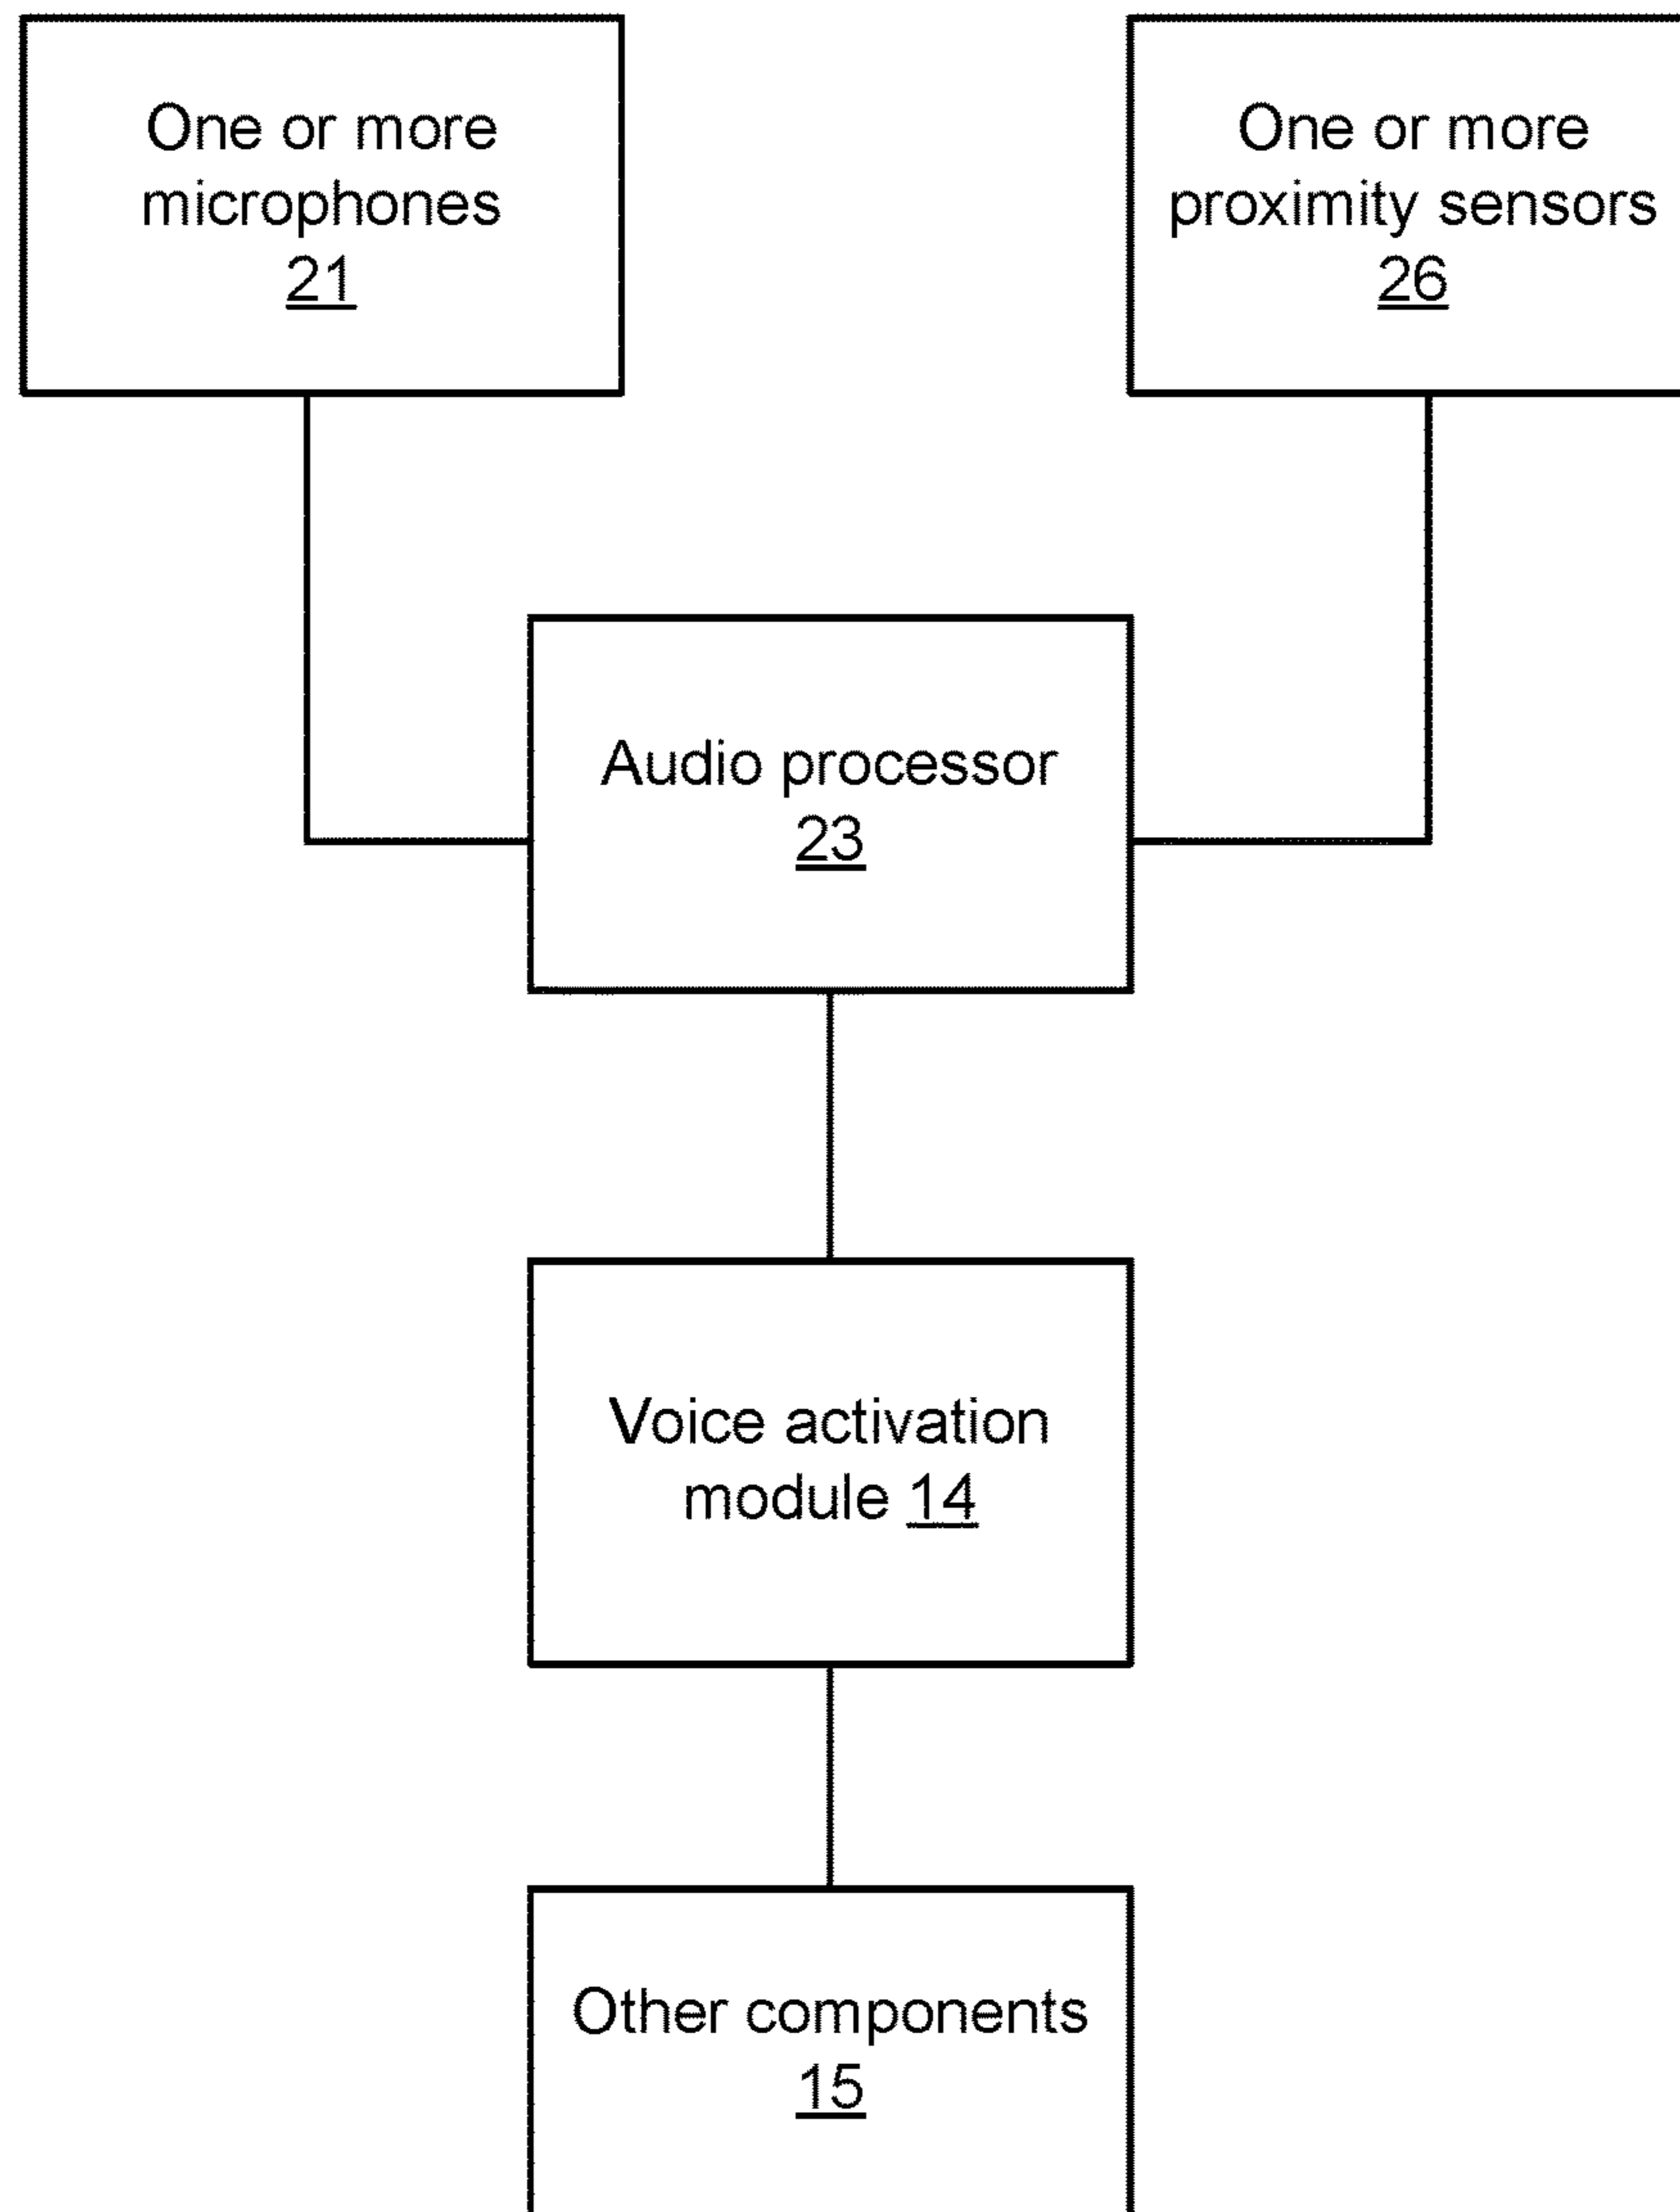 One or more
microphones
21
One or more
proximity sensors
26
Audio processor
23
Voice activation
module 14
Other components
15